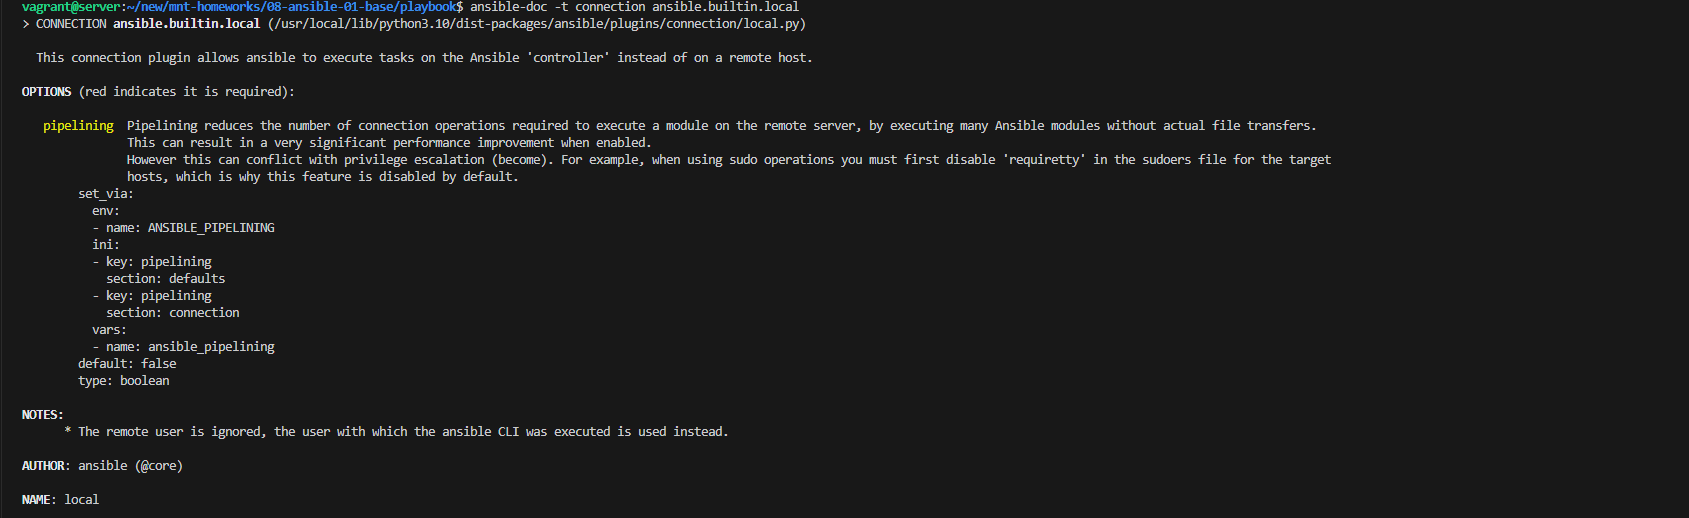 vagrant@server:~/new/mnt-homeworks/08-ansible-01-base/playbook$ ansible-doc -t connection ansible.builtin.local
> CONNECTION ansible.builtin.local (/usr/local/lib/python3.10/dist-packages/ansible/plugins/connection/local.py)
This connection plugin allows ansible to execute tasks on the Ansible 'controller' instead of on a remote host.
OPTIONS (red indicates it is required):
pipelining Pipelining reduces the number of connection operations required to execute a module on the remote server, by executing many Ansible modules without actual file transfers.
This can result in a very significant performance improvement when enabled.
However this can conflict with privilege escalation (become). For example, when using sudo operations you must first disable 'requiretty' in the sudoers file for the target
hosts, which is why this feature is disabled by default.
set_via:
env:
- name: ANSIBLE_PIPELINING
ini:
- key: pipelining
section: defaults
- key: pipelining
section: connection
vars:
- name: ansible_pipelining
default: false
type: boolean
NOTES:
* The remote user is ignored, the user with which the ansible CLI was executed is used instead.
AUTHOR: ansible (@core)
NAME: local